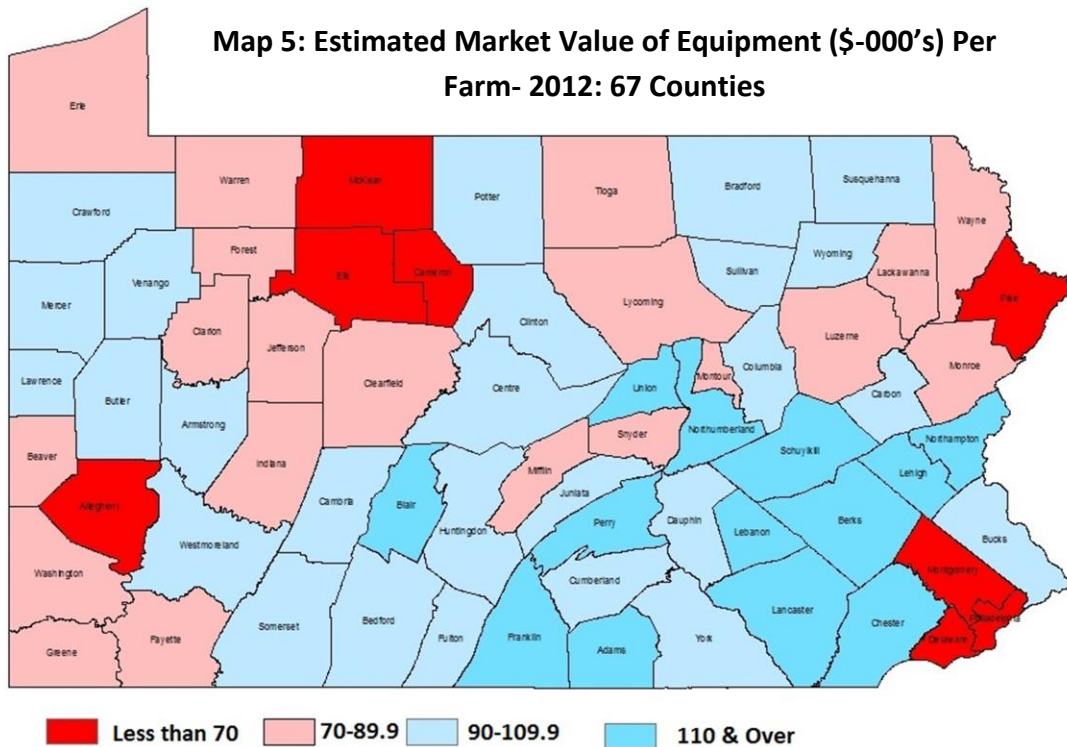 Map 5: Estimated Market Value of Equipment ($-000's) Per
Farm- 2012: 67 Counties
Erie
Warren
McKean
Potter
Tioga
Bradford
Susquehanna
Wayne
Crawford
Forest
Elk
Cameron
Sullivan
Wyoming
Lackawanna
Pike
Mercer
Venango
Clarion
Jefferson
Clinton
Lycoming
Luzerne
Monroe
Lawrence
Butler
Armstrong
Clearfield
Centre
Union
Montour
Columbia
Carbon
Beaver
Indiana
Snyder
Northumberland
Schuylkill
Northampton
Lehigh
Allegheny
Westmoreland
Cambria
Blair
Huntingdon
Mifflin
Juniata
Perry
Dauphin
Lebanon
Berks
Bucks
Washington
Cumberland
Montgomery
Philadelphia
Greene
Fayette
Somerset
Bedford
Fulton
Franklin
Adams
York
Lancaster
Chester
Delaware
Less than 70
70-89.9
90-109.9
110 & Over